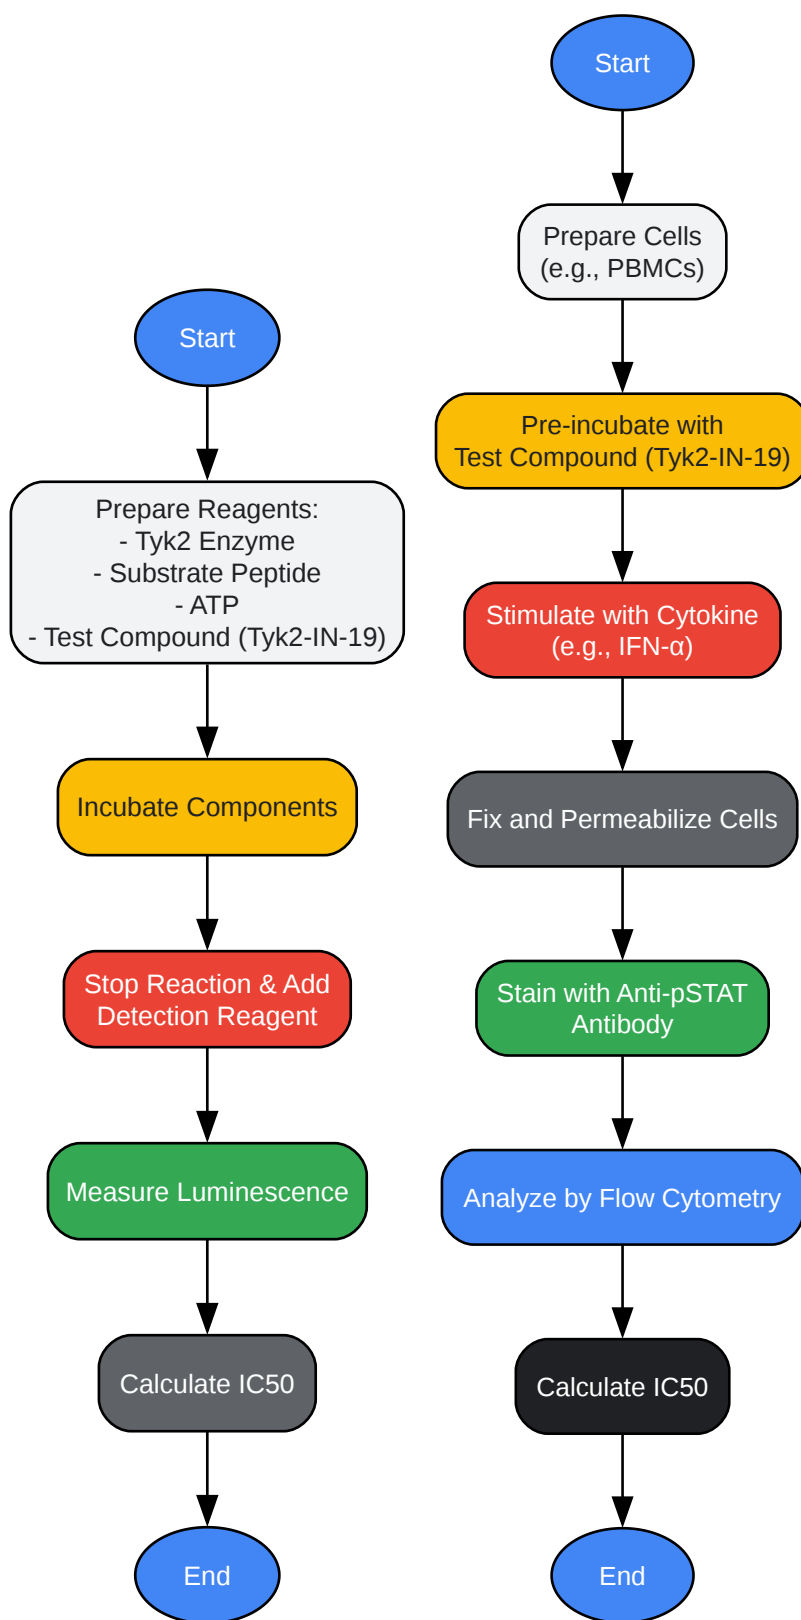 Start
Prepare Reagents:
- Tyk2 Enzyme
- Substrate Peptide
- ATP
- Test Compound (Tyk2-IN-19)
Incubate Components
Stop Reaction & Add
Detection Reagent
Measure Luminescence
Calculate IC50
End
Start
Prepare Cells
(e.g., PBMCs)
Pre-incubate with
Test Compound (Tyk2-IN-19)
Stimulate with Cytokine
(e.g., IFN-α)
Fix and Permeabilize Cells
Stain with Anti-pSTAT
Antibody
Analyze by Flow Cytometry
Calculate IC50
End